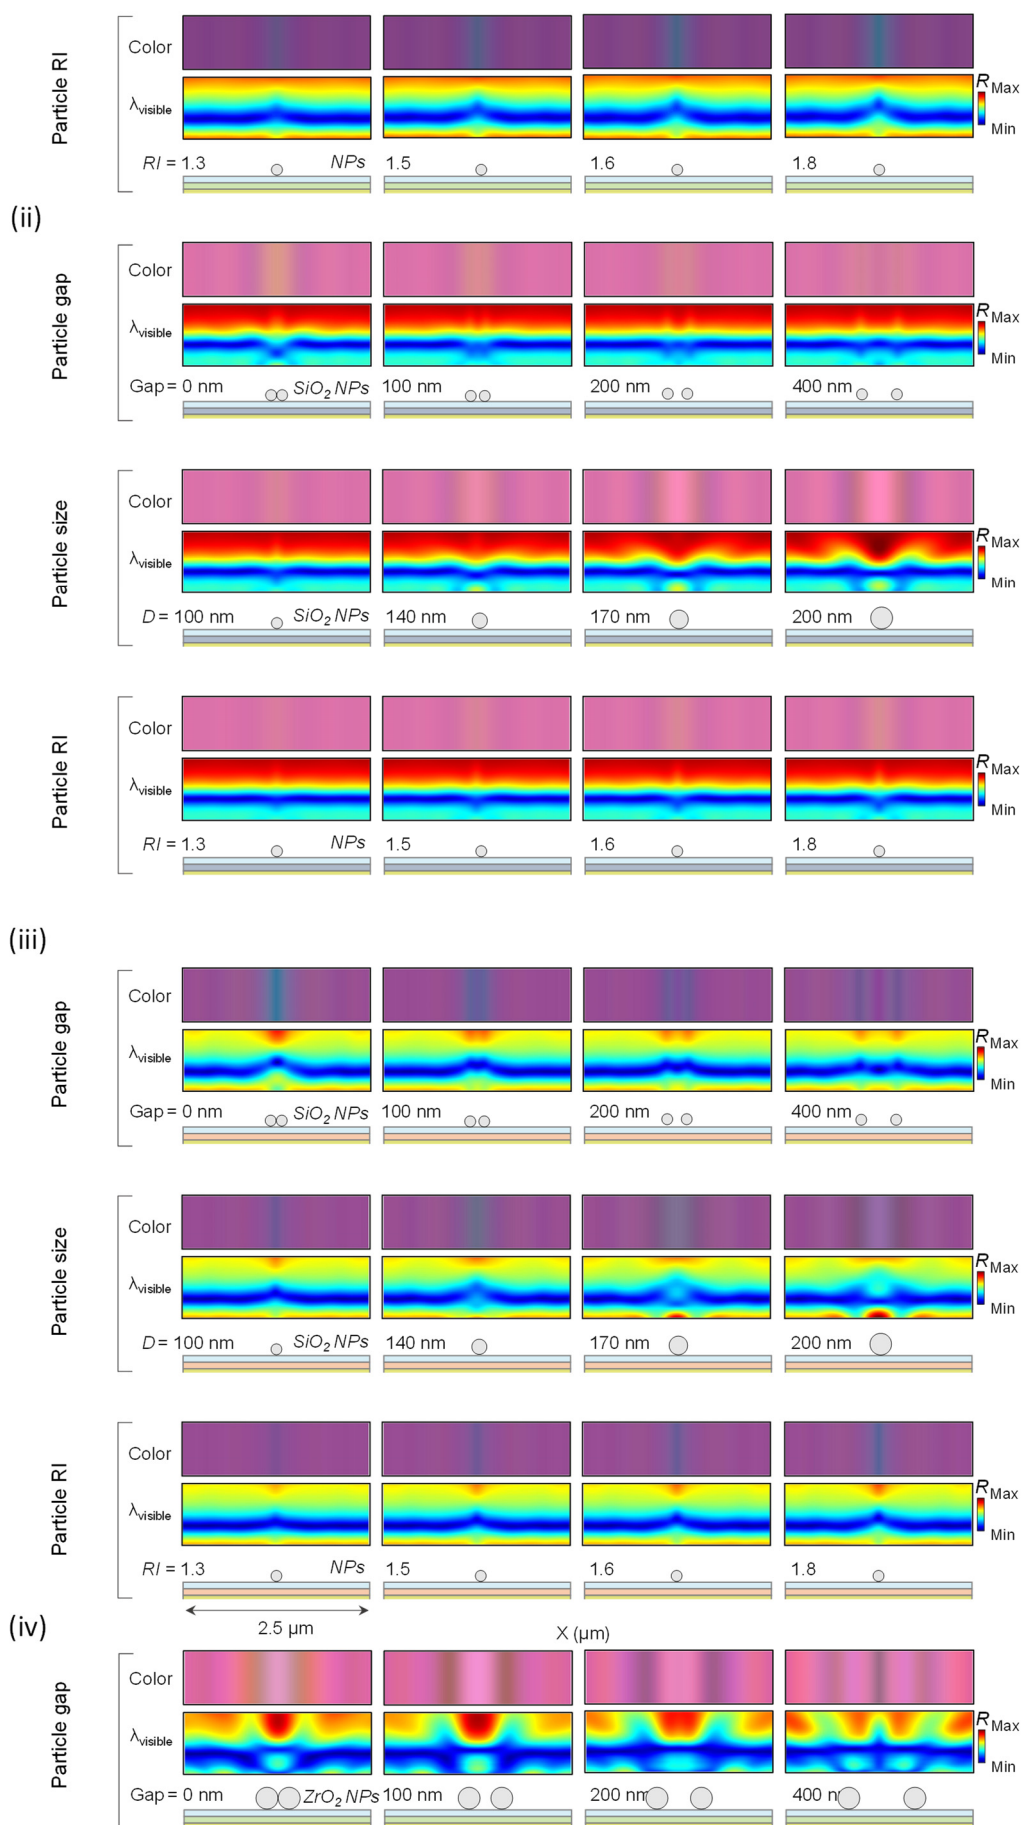 Particle RI
Color
λvisible
R Max
Min
RI = 1.3 NPs 1.5 1.6 1.8
(ii)
Particle gap
Color
λvisible
R Max
Min
Gap = 0 nm SiO2 NPs 100 nm 200 nm 400 nm
Particle size
Color
λvisible
R Max
Min
D = 100 nm SiO2 NPs 140 nm 170 nm 200 nm
Particle RI
Color
λvisible
R Max
Min
RI = 1.3 NPs 1.5 1.6 1.8
(iii)
Particle gap
Color
λvisible
R Max
Min
Gap = 0 nm SiO2 NPs 100 nm 200 nm 400 nm
Particle size
Color
λvisible
R Max
Min
D = 100 nm SiO2 NPs 140 nm 170 nm 200 nm
Particle RI
Color
λvisible
R Max
Min
RI = 1.3 NPs 1.5 1.6 1.8
2.5 μm X (μm)
(iv)
Particle gap
Color
λvisible
R Max
Min
Gap = 0 nm ZrO2 NPs 100 nm 200 nm 400 n